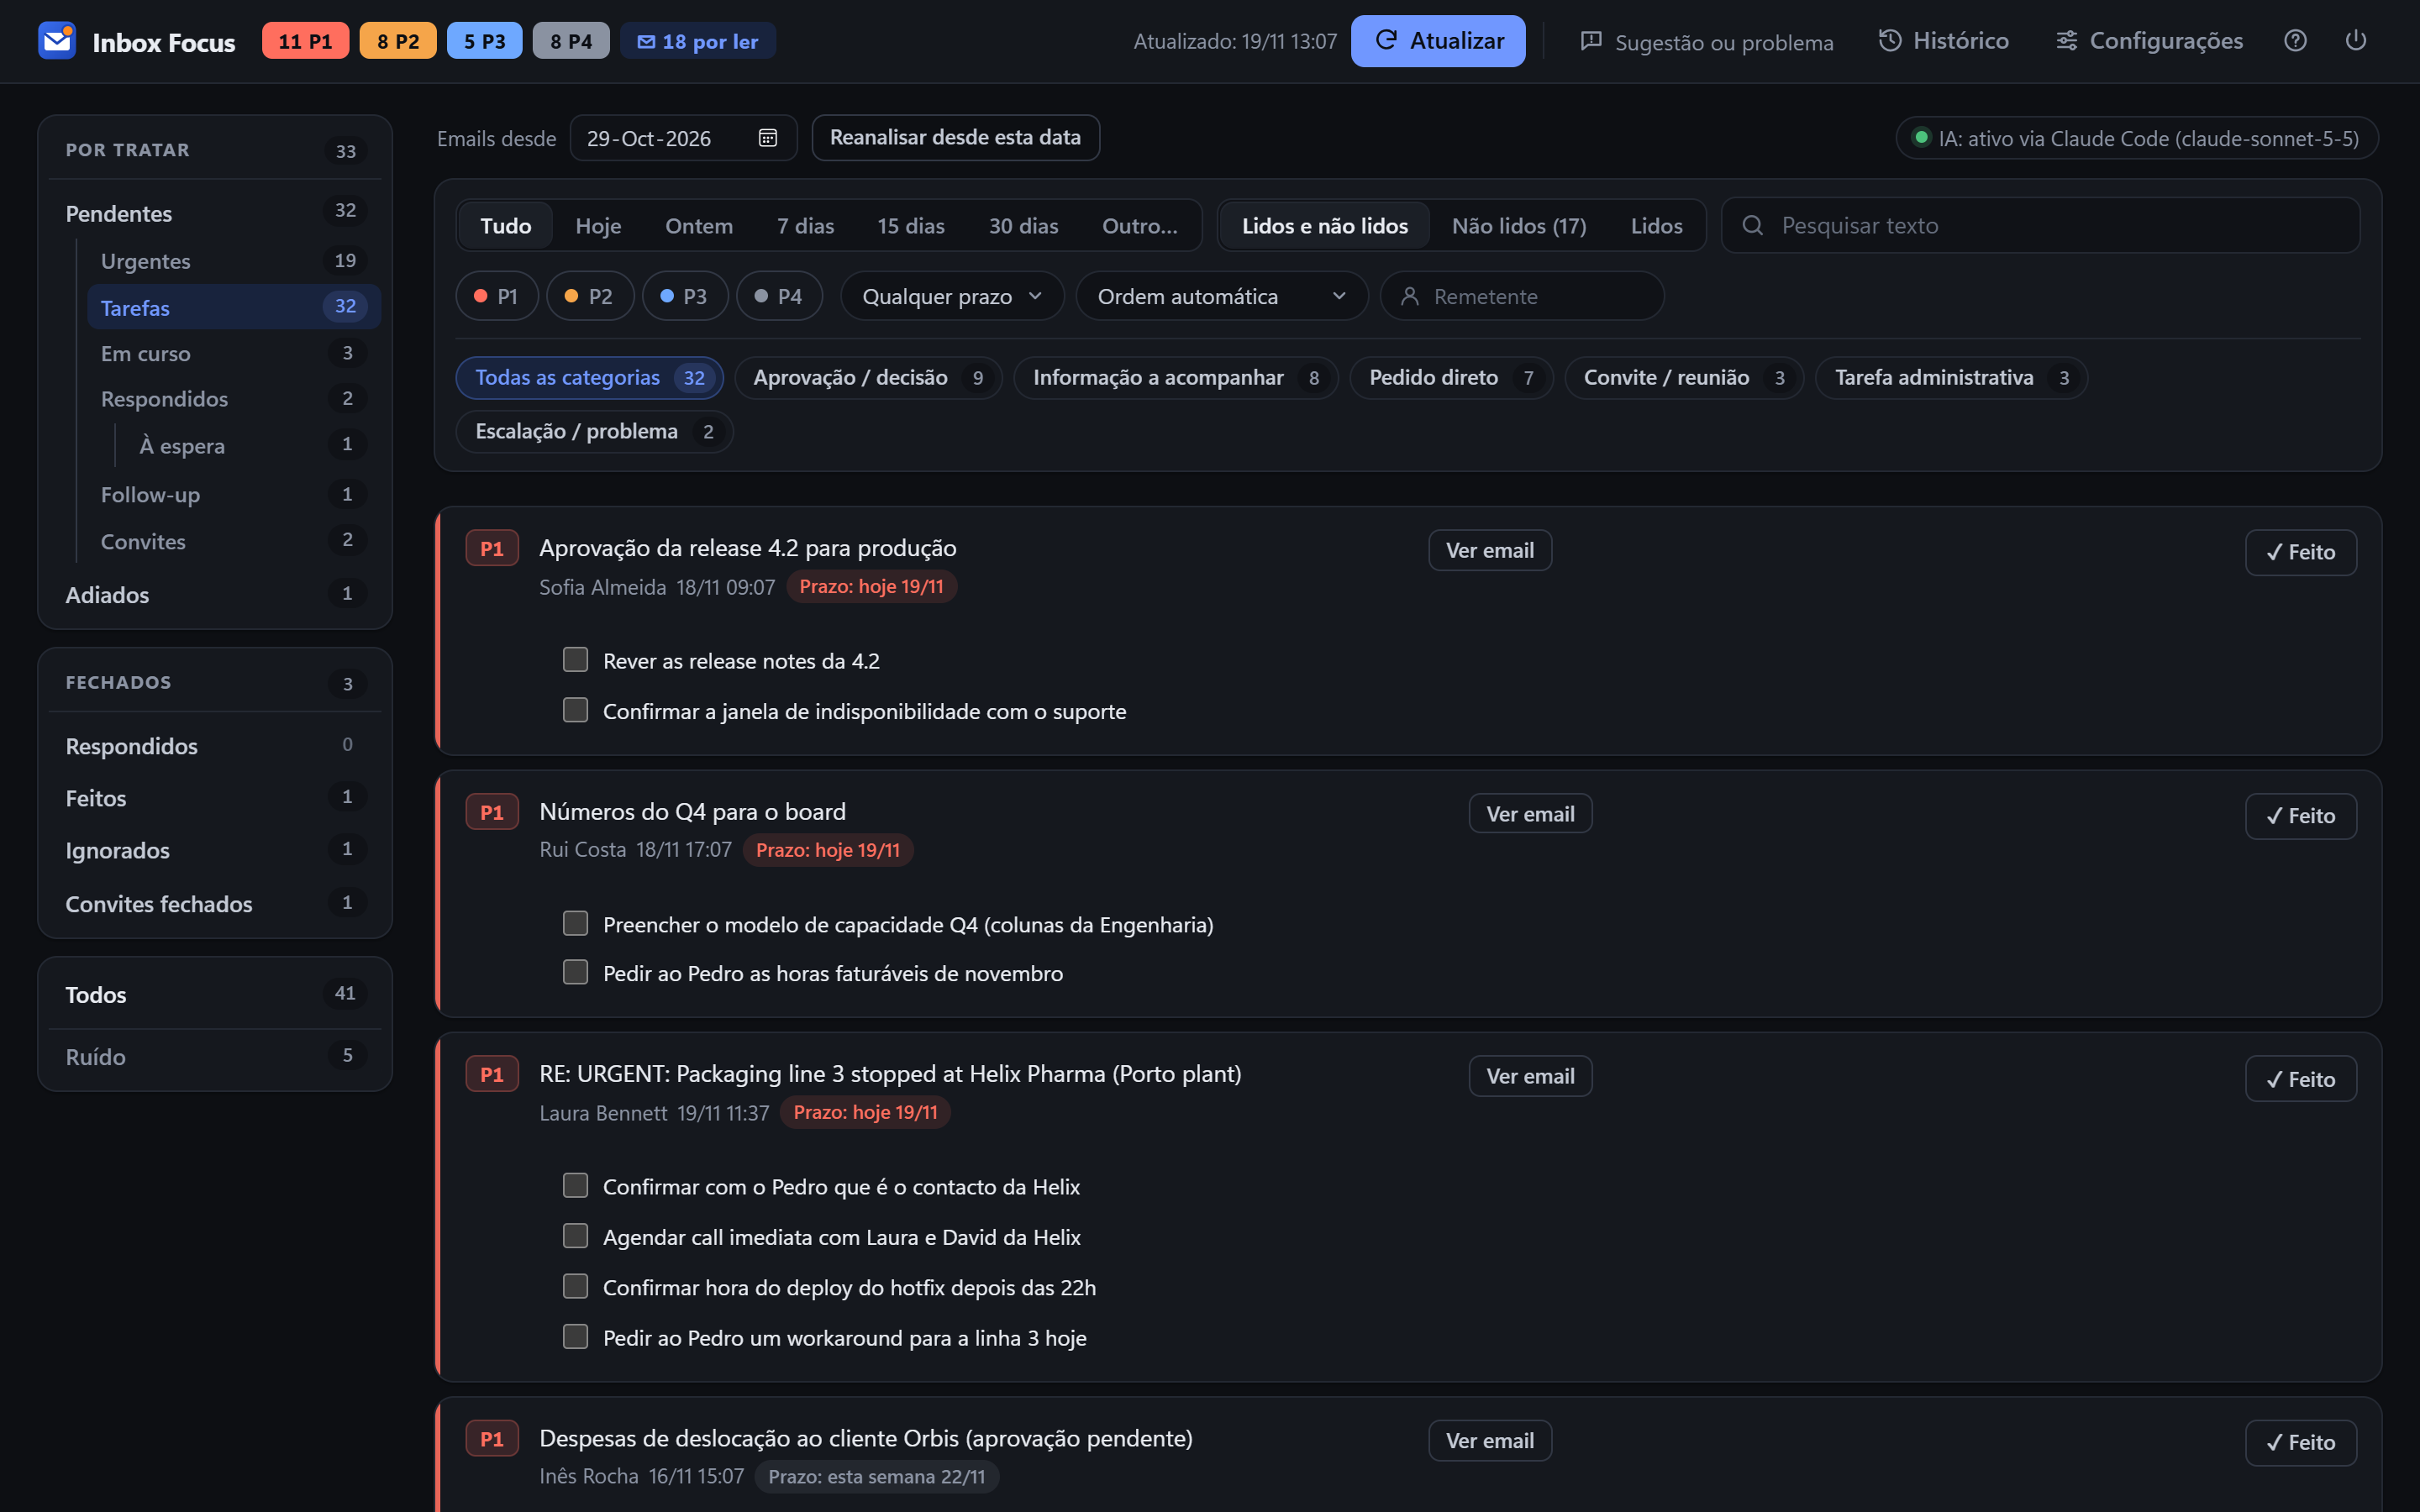 Inbox Focus 11 P1 8 P2 5 P3 8 P4 18 por ler Atualizado: 19/11 13:07 Atualizar Sugestão ou problema Histórico Configurações
POR TRATAR 33
Pendentes 32
Urgentes 19
Tarefas 32
Em curso 3
Respondidos 2
À espera 1
Follow-up 1
Convites 2
Adiados 1
FECHADOS 3
Respondidos 0
Feitos 1
Ignorados 1
Convites fechados 1
Todos 41
Ruído 5
Emails desde 29-Oct-2026 Reanalisar desde esta data IA: ativo via Claude Code (claude-sonnet-5-5)
Tudo Hoje Ontem 7 dias 15 dias 30 dias Outro... Lidos e não lidos Não lidos (17) Lidos Pesquisar texto
P1 P2 P3 P4 Qualquer prazo Ordem automática Remetente
Todas as categorias 32 Aprovação / decisão 9 Informação a acompanhar 8 Pedido direto 7 Convite / reunião 3 Tarefa administrativa 3
Escalação / problema 2
P1 Aprovação da release 4.2 para produção Ver email ✓ Feito
Sofia Almeida 18/11 09:07 Prazo: hoje 19/11
Rever as release notes da 4.2
Confirmar a janela de indisponibilidade com o suporte
P1 Números do Q4 para o board Ver email ✓ Feito
Rui Costa 18/11 17:07 Prazo: hoje 19/11
Preencher o modelo de capacidade Q4 (colunas da Engenharia)
Pedir ao Pedro as horas faturáveis de novembro
P1 RE: URGENT: Packaging line 3 stopped at Helix Pharma (Porto plant) Ver email ✓ Feito
Laura Bennett 19/11 11:37 Prazo: hoje 19/11
Confirmar com o Pedro que é o contacto da Helix
Agendar call imediata com Laura e David da Helix
Confirmar hora do deploy do hotfix depois das 22h
Pedir ao Pedro um workaround para a linha 3 hoje
P1 Despesas de deslocação ao cliente Orbis (aprovação pendente) Ver email ✓ Feito
Inês Rocha 16/11 15:07 Prazo: esta semana 22/11